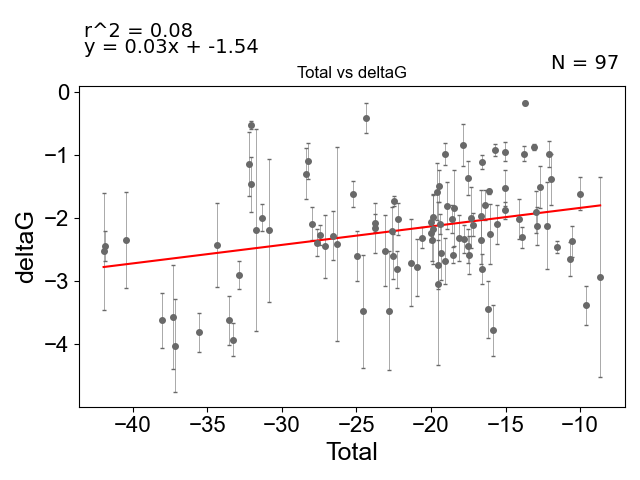 r^2 = 0.08
y = 0.03x + -1.54
N = 97
Total vs deltaG
0
−1
−2
−3
−4
deltaG
−40
−35
−30
−25
−20
−15
−10
Total